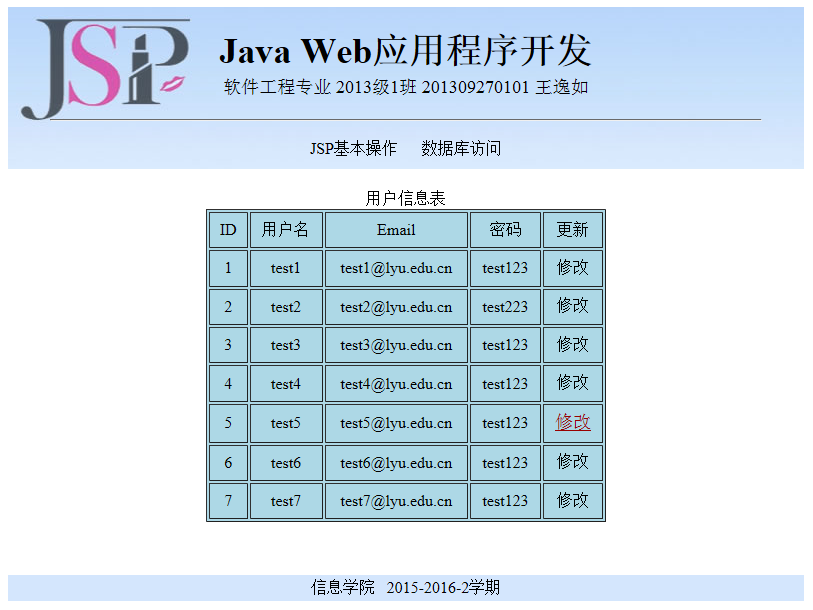 JSP
Java Web应用程序开发
软件工程专业 2013级1班 201309270101 王逸如
JSP基本操作 数据库访问
用户信息表
ID 用户名 Email 密码 更新
1 test1 test1@lyu.edu.cn test123 修改
2 test2 test2@lyu.edu.cn test223 修改
3 test3 test3@lyu.edu.cn test123 修改
4 test4 test4@lyu.edu.cn test123 修改
5 test5 test5@lyu.edu.cn test123 修改
6 test6 test6@lyu.edu.cn test123 修改
7 test7 test7@lyu.edu.cn test123 修改
信息学院 2015-2016-2学期